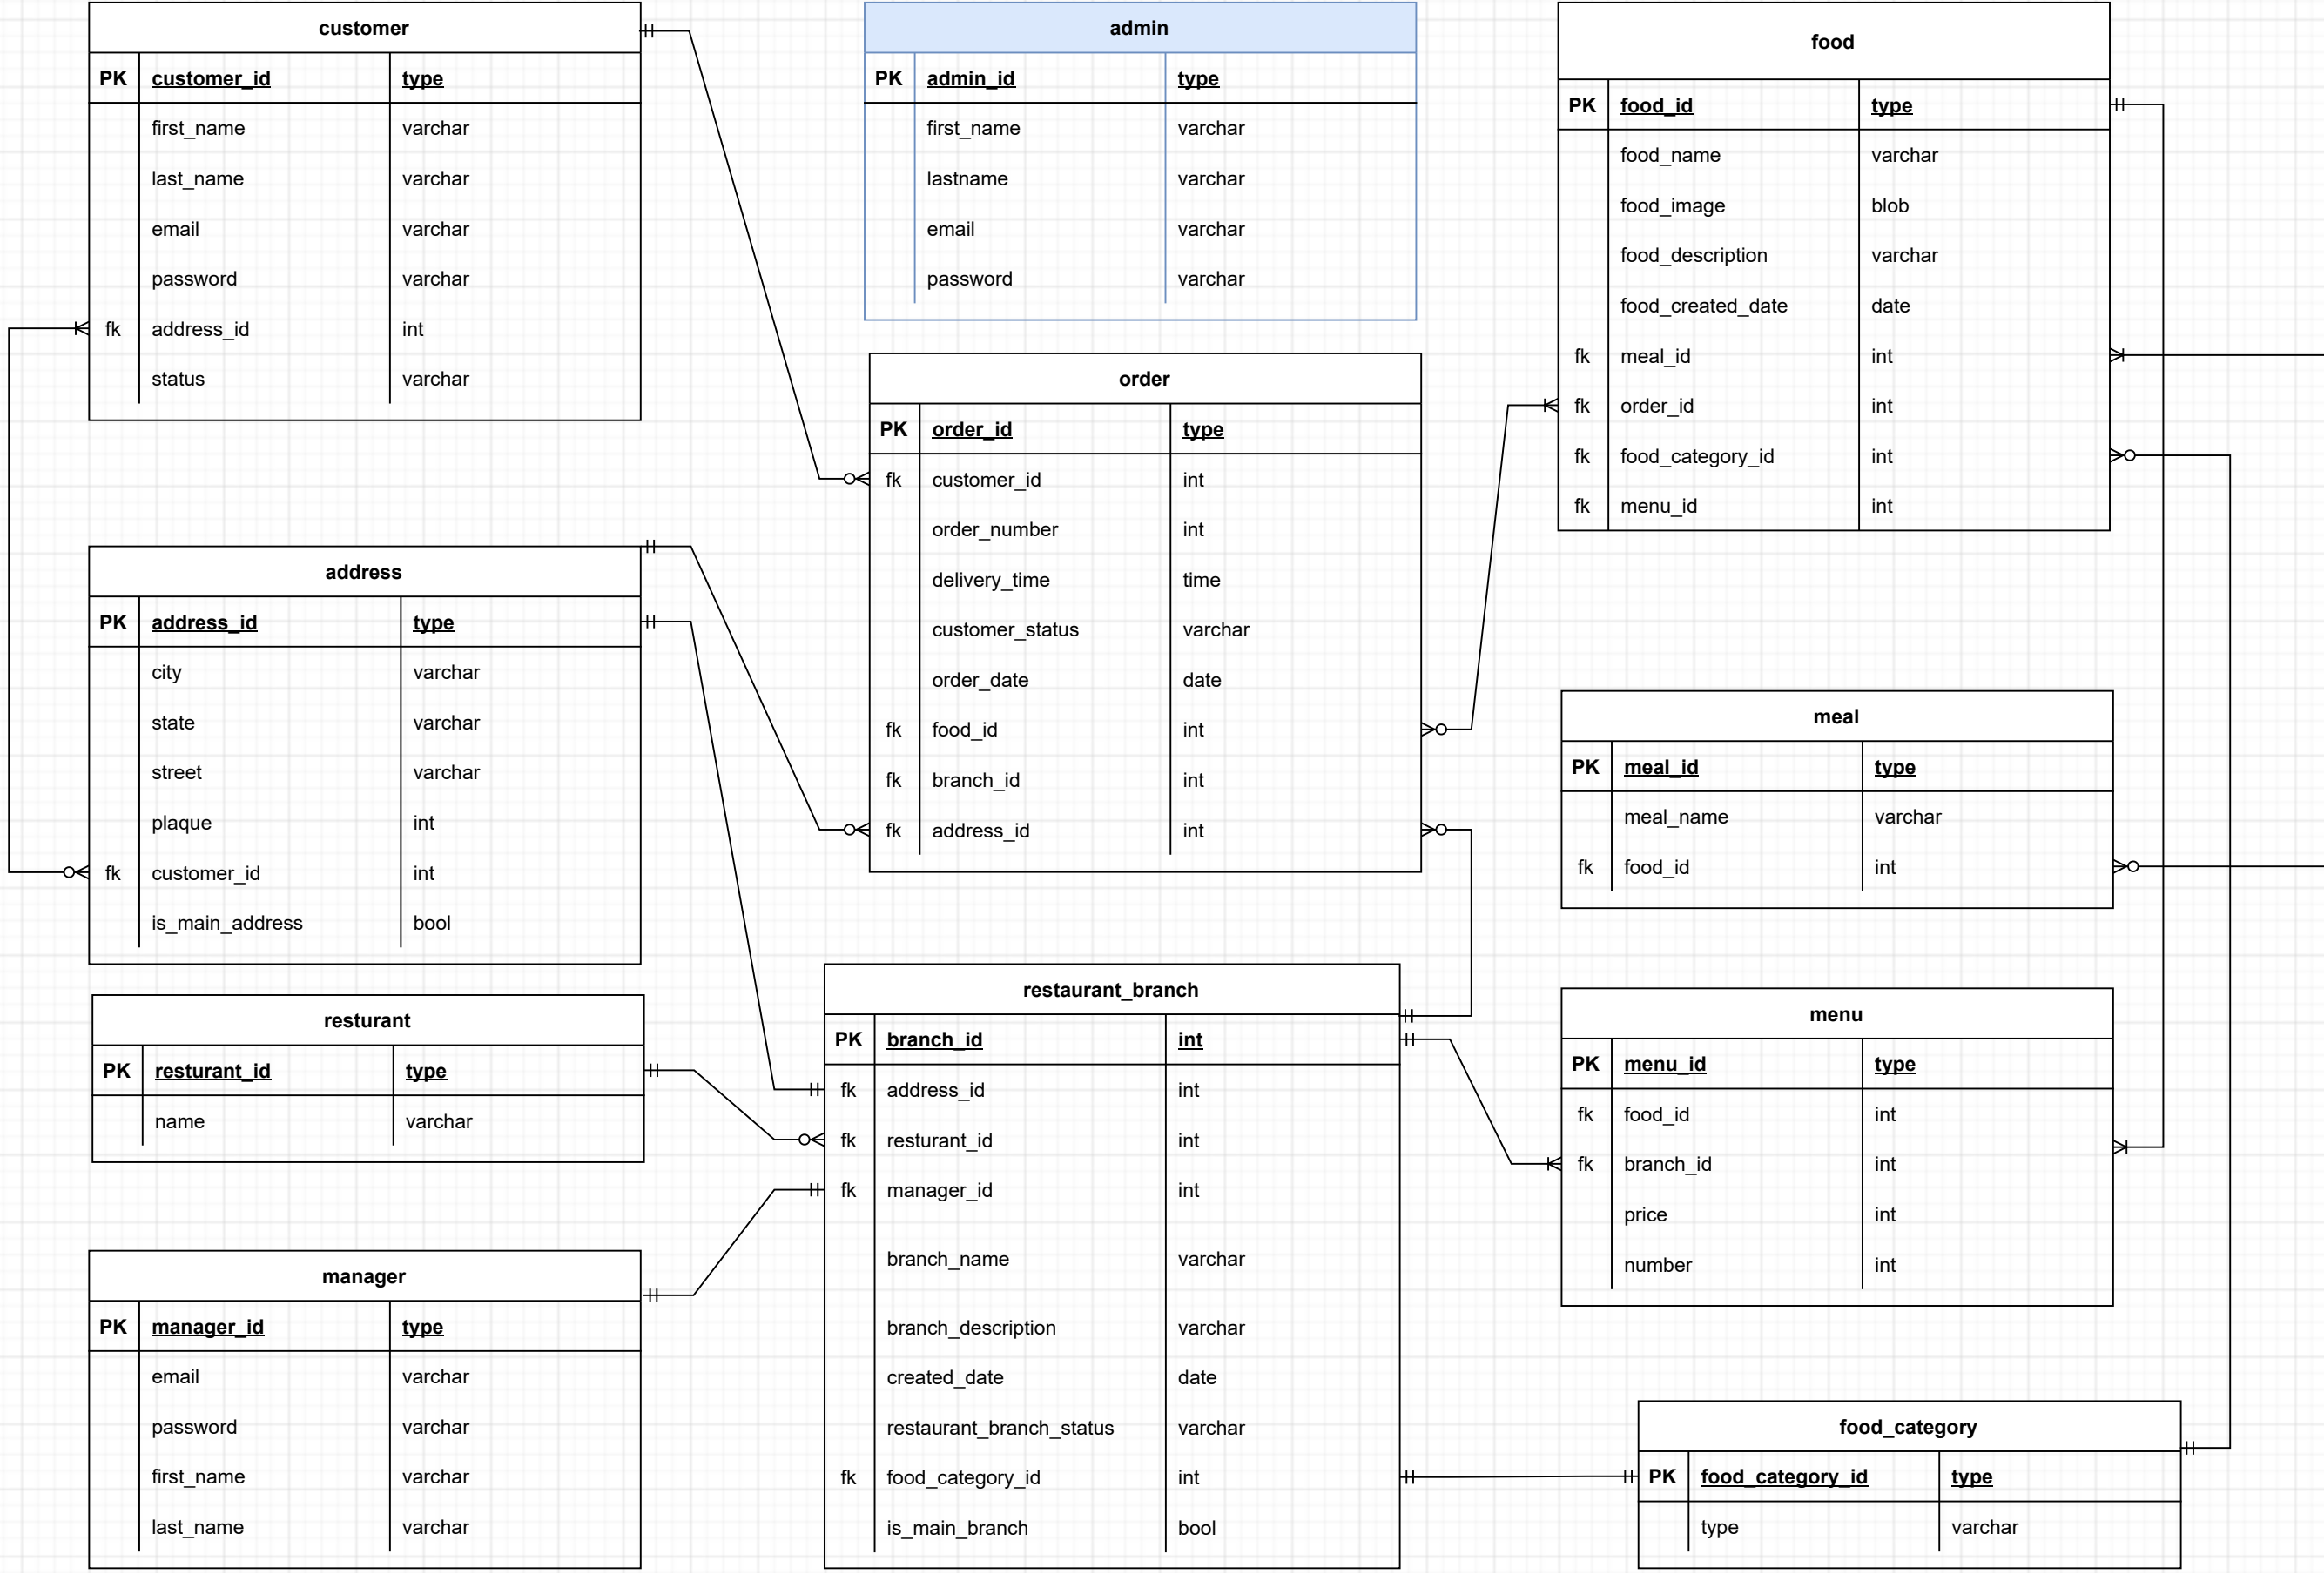 customer
PK customer_id type
first_name varchar
last_name varchar
email varchar
password varchar
fk address_id int
status varchar
admin
PK admin_id type
first_name varchar
lastname varchar
email varchar
password varchar
food
PK food_id type
food_name varchar
food_image blob
food_description varchar
food_created_date date
fk meal_id int
fk order_id int
fk food_category_id int
fk menu_id int
order
PK order_id type
fk customer_id int
order_number int
delivery_time time
customer_status varchar
order_date date
fk food_id int
fk branch_id int
fk address_id int
address
PK address_id type
city varchar
state varchar
street varchar
plaque int
fk customer_id int
is_main_address bool
meal
PK meal_id type
meal_name varchar
fk food_id int
resturant
PK resturant_id type
name varchar
restaurant_branch
PK branch_id int
fk address_id int
fk resturant_id int
fk manager_id int
branch_name varchar
branch_description varchar
created_date date
restaurant_branch_status varchar
fk food_category_id int
is_main_branch bool
menu
PK menu_id type
fk food_id int
fk branch_id int
price int
number int
manager
PK manager_id type
email varchar
password varchar
first_name varchar
last_name varchar
food_category
PK food_category_id type
type varchar